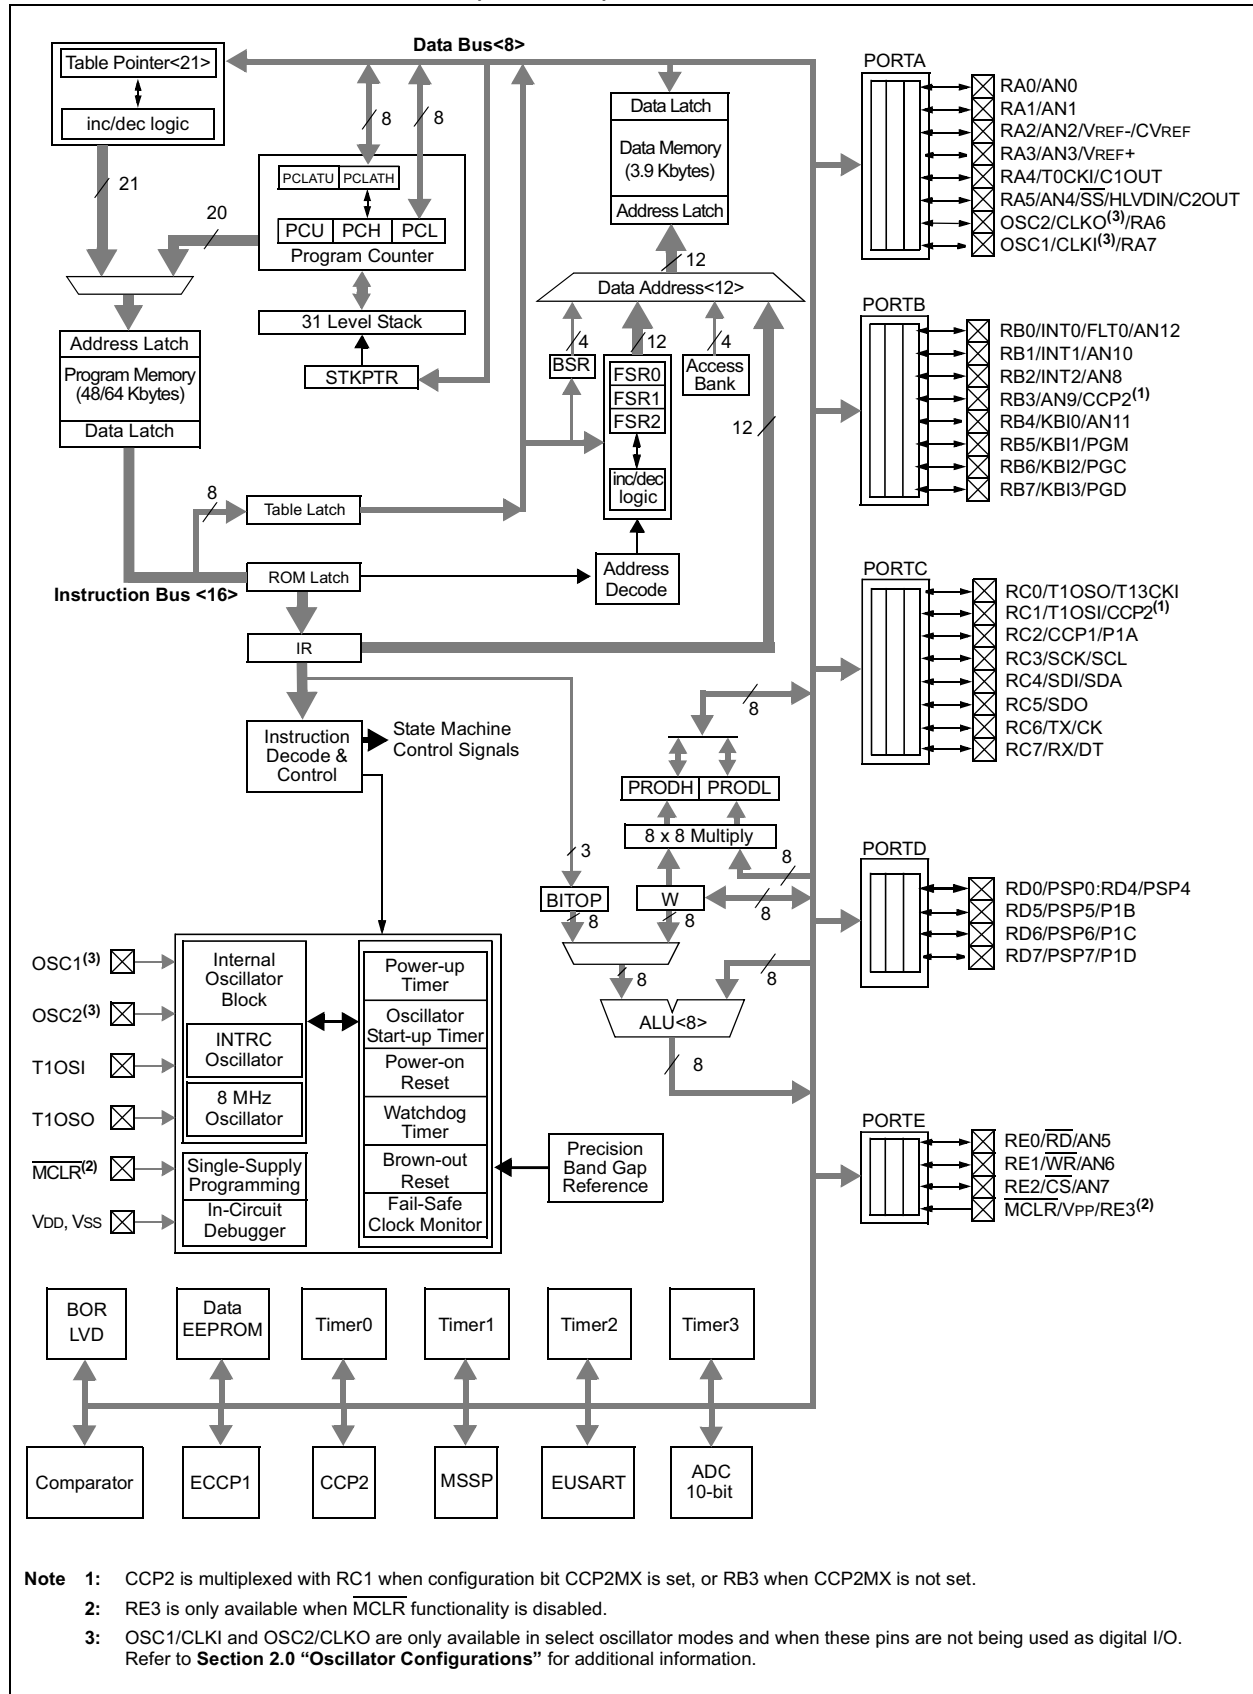 Data Bus<8>
Table Pointer<21>
inc/dec logic
21
20
8
8
PCLATU
PCLATH
PCU
PCH
PCL
Program Counter
31 Level Stack
STKPTR
Address Latch
Program Memory
(48/64 Kbytes)
Data Latch
Data Latch
Data Memory
(3.9 Kbytes)
Address Latch
12
Data Address<12>
4
12
4
BSR
FSR0
FSR1
FSR2
inc/dec
logic
Access
Bank
12
8
Table Latch
ROM Latch
Instruction Bus <16>
Address
Decode
IR
Instruction
Decode &
Control
State Machine
Control Signals
8
PRODH
PRODL
8 x 8 Multiply
3
8
BITOP
W
8
8
8
8
8
ALU<8>
8
OSC1(3)
OSC2(3)
T1OSI
T1OSO
MCLR(2)
VDD, VSS
Internal
Oscillator
Block
INTRC
Oscillator
8 MHz
Oscillator
Single-Supply
Programming
In-Circuit
Debugger
Power-up
Timer
Oscillator
Start-up Timer
Power-on
Reset
Watchdog
Timer
Brown-out
Reset
Fail-Safe
Clock Monitor
Precision
Band Gap
Reference
PORTA
RA0/AN0
RA1/AN1
RA2/AN2/VREF-/CVREF
RA3/AN3/VREF+
RA4/T0CKI/C1OUT
RA5/AN4/SS/HLVDIN/C2OUT
OSC2/CLKO(3)/RA6
OSC1/CLKI(3)/RA7
PORTB
RB0/INT0/FLT0/AN12
RB1/INT1/AN10
RB2/INT2/AN8
RB3/AN9/CCP2(1)
RB4/KBI0/AN11
RB5/KBI1/PGM
RB6/KBI2/PGC
RB7/KBI3/PGD
PORTC
RC0/T1OSO/T13CKI
RC1/T1OSI/CCP2(1)
RC2/CCP1/P1A
RC3/SCK/SCL
RC4/SDI/SDA
RC5/SDO
RC6/TX/CK
RC7/RX/DT
PORTD
RD0/PSP0:RD4/PSP4
RD5/PSP5/P1B
RD6/PSP6/P1C
RD7/PSP7/P1D
PORTE
RE0/RD/AN5
RE1/WR/AN6
RE2/CS/AN7
MCLR/VPP/RE3(2)
BOR
LVD
Data
EEPROM
Timer0
Timer1
Timer2
Timer3
Comparator
ECCP1
CCP2
MSSP
EUSART
ADC
10-bit
Note 1: CCP2 is multiplexed with RC1 when configuration bit CCP2MX is set, or RB3 when CCP2MX is not set.
2: RE3 is only available when MCLR functionality is disabled.
3: OSC1/CLKI and OSC2/CLKO are only available in select oscillator modes and when these pins are not being used as digital I/O.
Refer to Section 2.0 “Oscillator Configurations” for additional information.